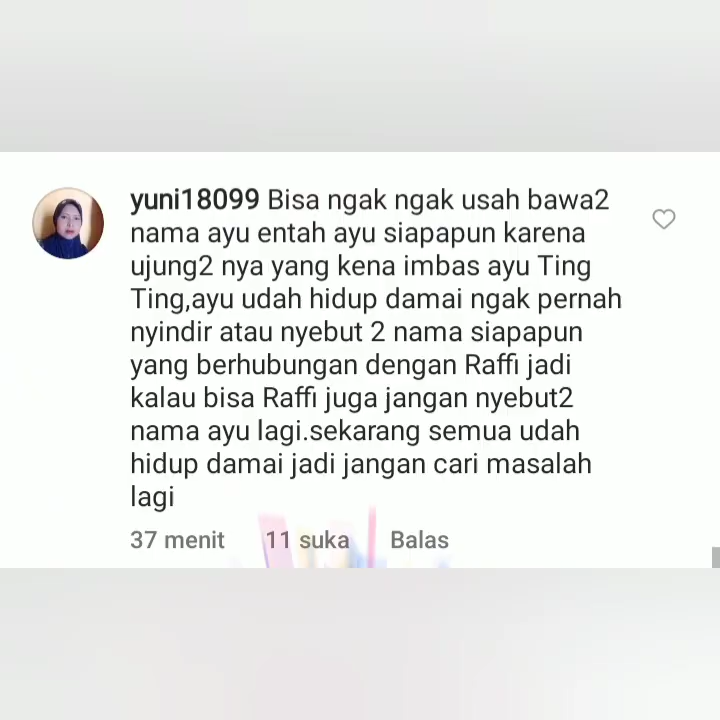 yuni18099 Bisa ngak ngak usah bawa2
nama ayu entah ayu siapapun karena
ujung2 nya yang kena imbas ayu Ting
Ting,ayu udah hidup damai ngak pernah
nyindir atau nyebut 2 nama siapapun
yang berhubungan dengan Raffi jadi
kalau bisa Raffi juga jangan nyebut2
nama ayu lagi.sekarang semua udah
hidup damai jadi jangan cari masalah
lagi
37 menit 11 suka Balas